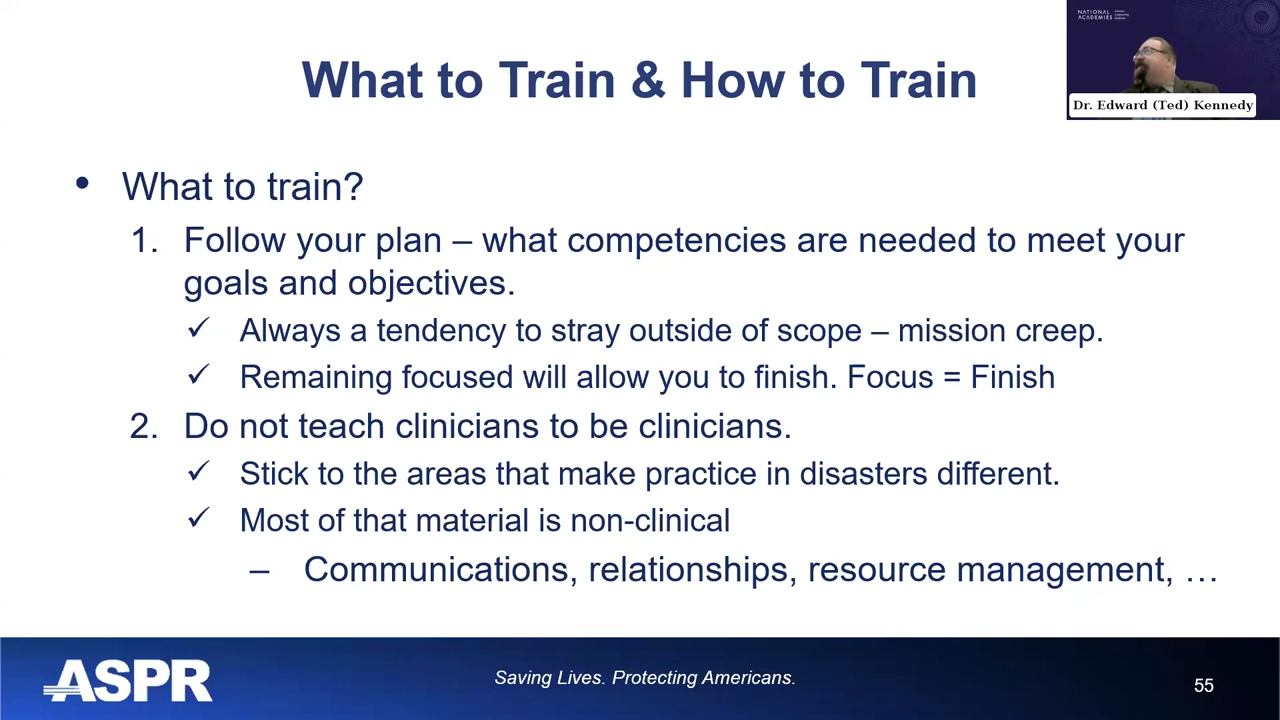 What to Train & How to Train
NATIONAL
ACADEMIES
Dr. Edward (Ted) Kennedy
• What to train?
1. Follow your plan – what competencies are needed to meet your
goals and objectives.
✓ Always a tendency to stray outside of scope – mission creep.
✓ Remaining focused will allow you to finish. Focus = Finish
2. Do not teach clinicians to be clinicians.
✓ Stick to the areas that make practice in disasters different.
✓ Most of that material is non-clinical
– Communications, relationships, resource management, …
ASPR
Saving Lives. Protecting Americans.
55